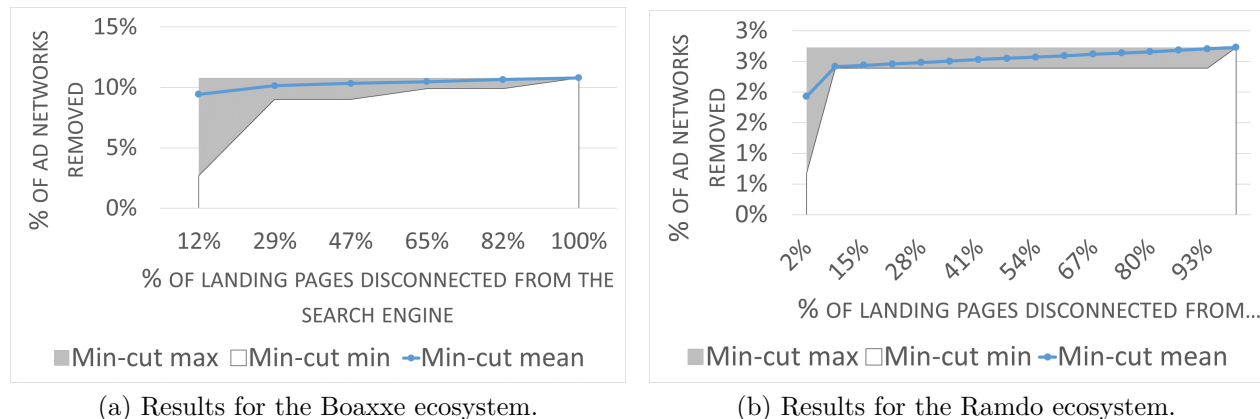 15%
10%
5%
0%
% OF AD NETWORKS
REMOVED
12% 29% 47% 65% 82% 100%
% OF LANDING PAGES DISCONNECTED FROM THE
SEARCH ENGINE
Min-cut max Min-cut min Min-cut mean
(a) Results for the Boaxxe ecosystem.
3%
3%
2%
2%
1%
1%
0%
% OF AD NETWORKS
REMOVED
2% 15% 28% 41% 54% 67% 80% 93%
% OF LANDING PAGES DISCONNECTED FROM…
Min-cut max Min-cut min Min-cut mean
(b) Results for the Ramdo ecosystem.